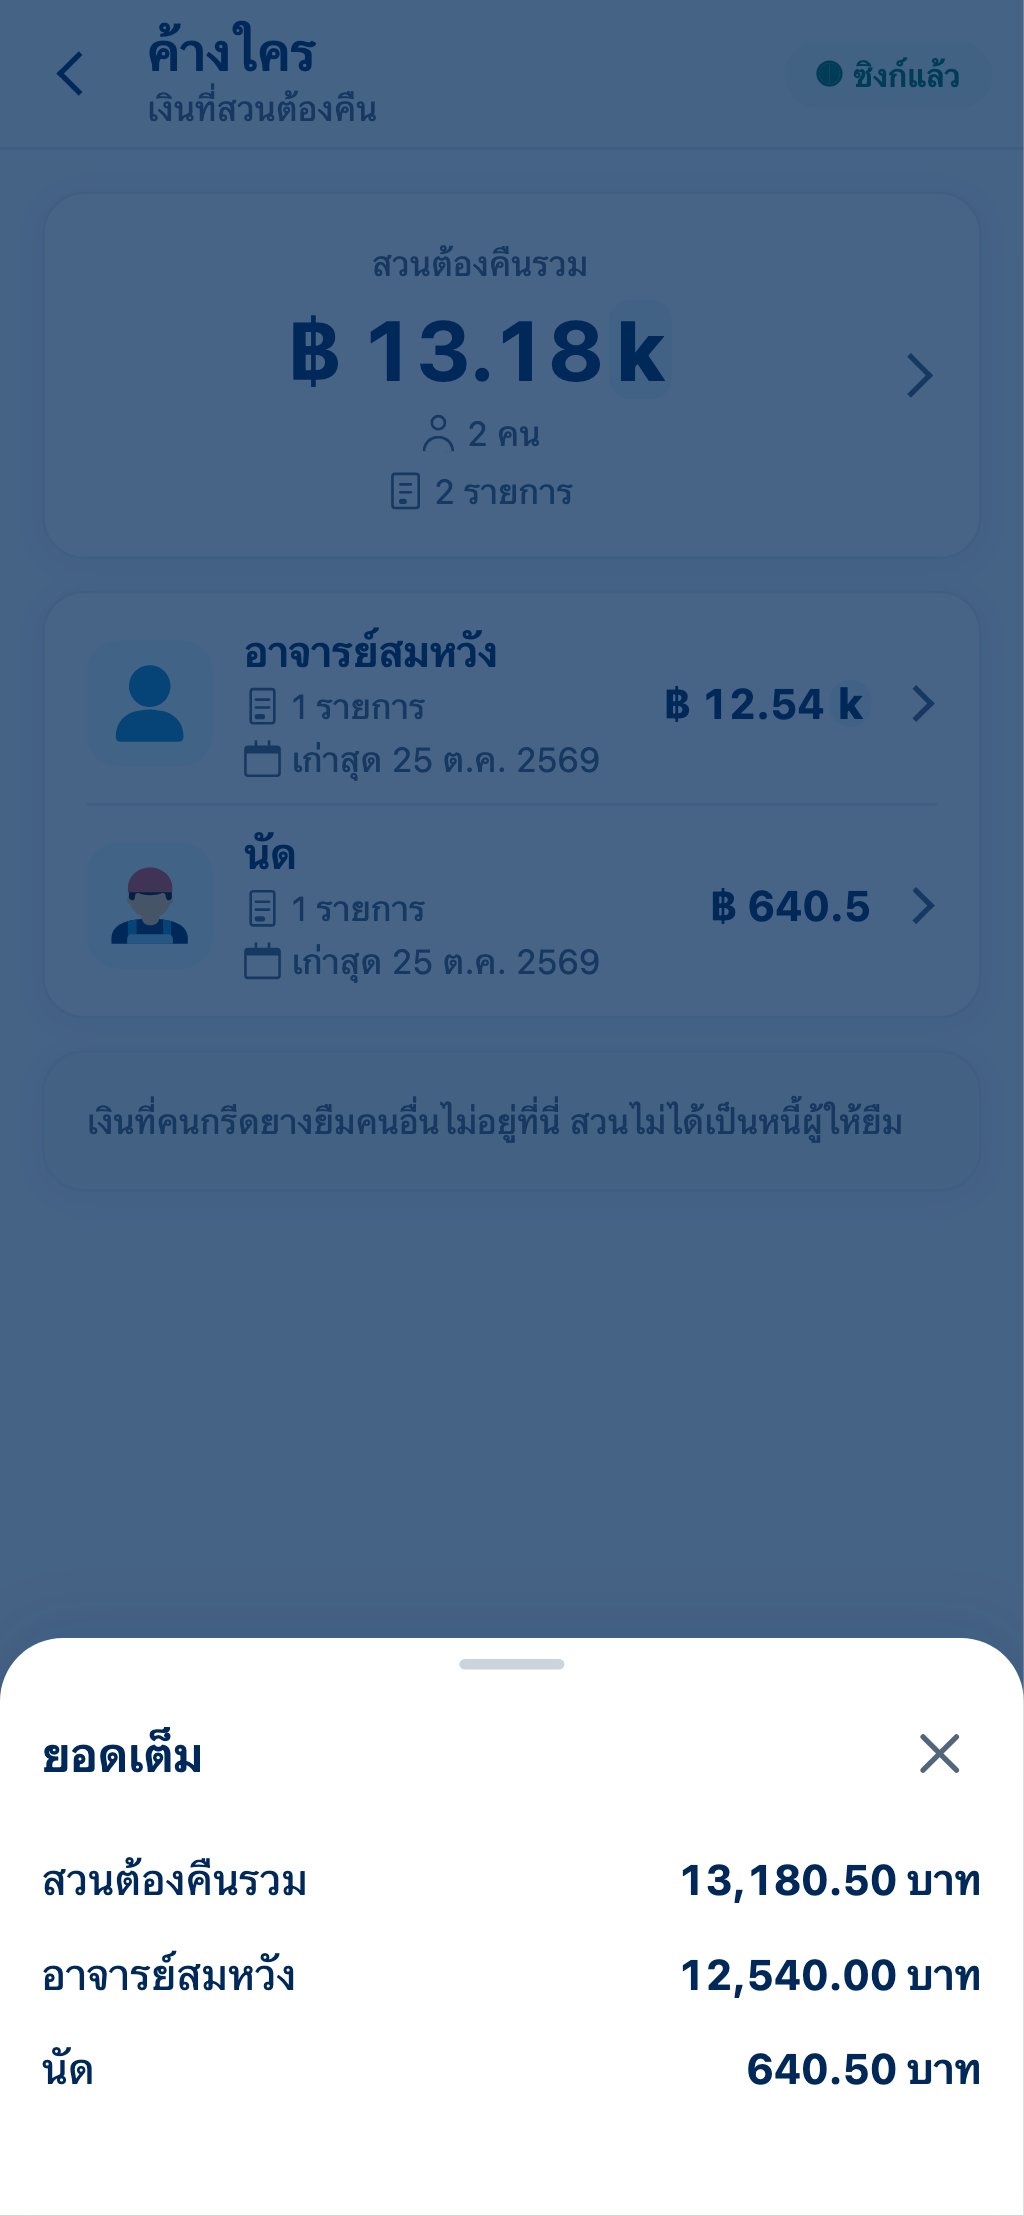 ค้างใคร
เงินที่สวนต้องคืน
ซิงก์แล้ว
สวนต้องคืนรวม
฿ 13.18 k
2 คน
2 รายการ
อาจารย์สมหวัง
1 รายการ
฿ 12.54 k
เก่าสุด 25 ต.ค. 2569
นัด
1 รายการ
฿ 640.5
เก่าสุด 25 ต.ค. 2569
เงินที่คนกรีดยางยืมคนอื่นไม่อยู่ที่นี่ สวนไม่ได้เป็นหนี้ผู้ให้ยืม
ยอดเต็ม
สวนต้องคืนรวม 13,180.50 บาท
อาจารย์สมหวัง 12,540.00 บาท
นัด 640.50 บาท